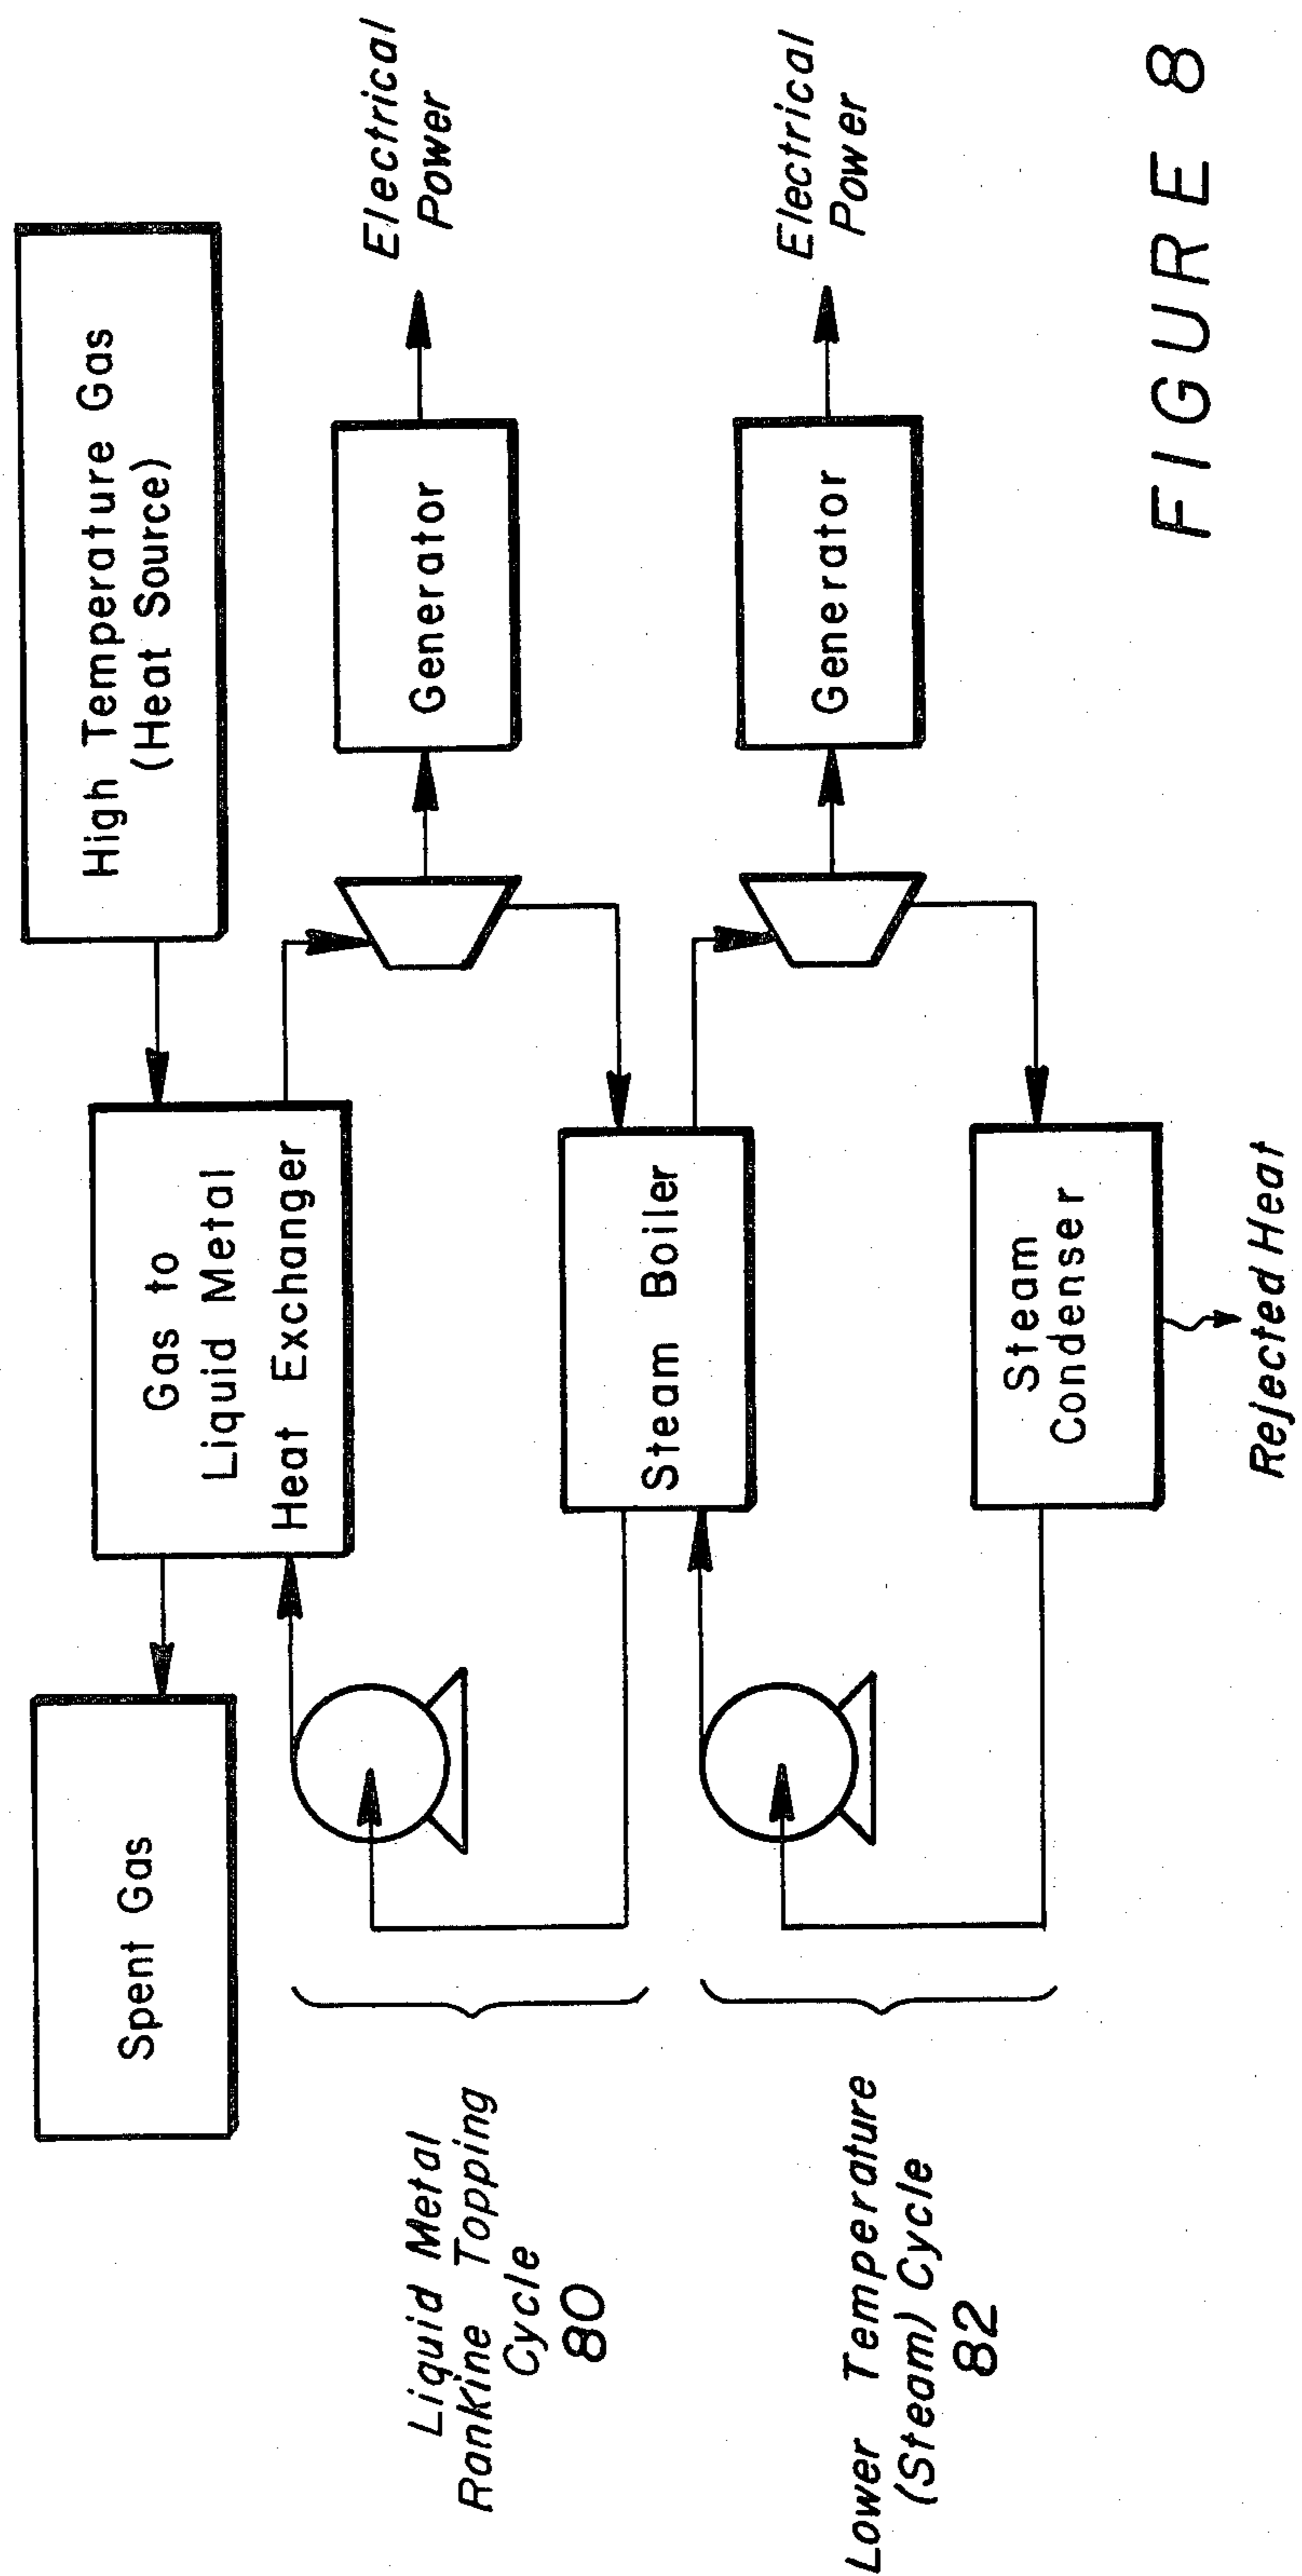 Spent Gas
Gas to
Liquid Metal
Heat Exchanger
High Temperature Gas
(Heat Source)
Liquid Metal
Rankine Topping
Cycle
80
Generator
Electrical
Power
Steam Boiler
Lower Temperature
(Steam) Cycle
82
Generator
Electrical
Power
Steam
Condenser
Rejected Heat
FIGURE 8